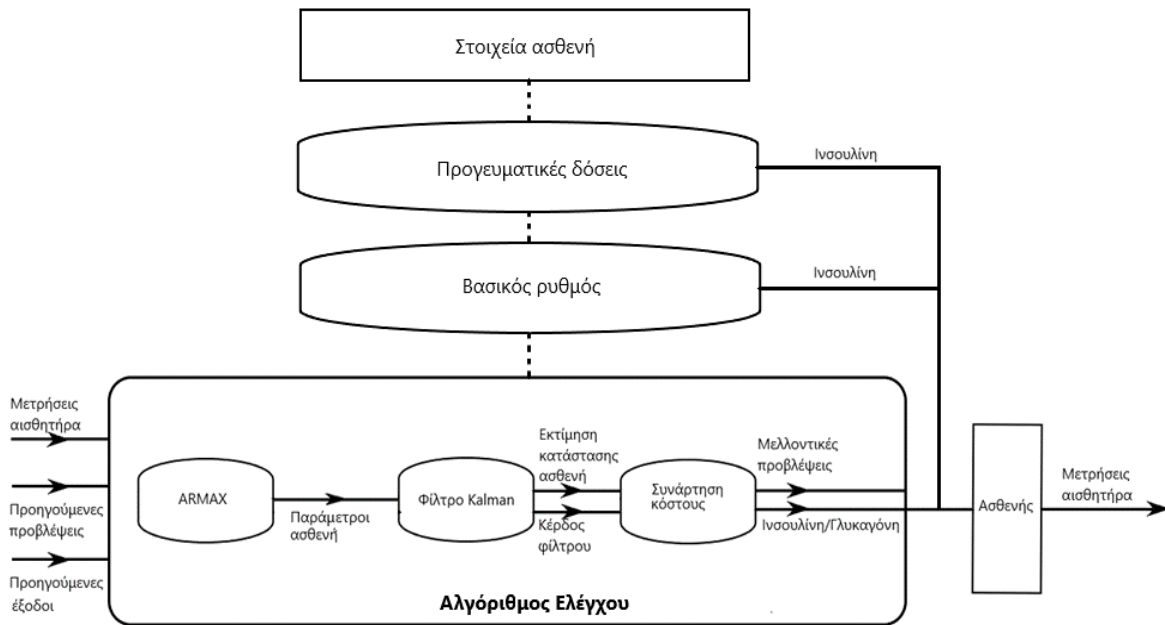 Στοιχεία ασθενή
Προγευματικές δόσεις
Ινσουλίνη
Βασικός ρυθμός
Ινσουλίνη
Μετρήσεις
αισθητήρα
Προηγούμενες
προβλέψεις
Προηγούμενες
έξοδοι
ARMAX
Παράμετροι
ασθενή
Φίλτρο Kalman
Εκτίμηση
κατάστασης
ασθενή
Κέρδος
φίλτρου
Συνάρτηση
κόστους
Μελλοντικές
προβλέψεις
Ινσουλίνη/Γλυκαγόνη
Αλγόριθμος Ελέγχου
Ασθενής
Μετρήσεις
αισθητήρα